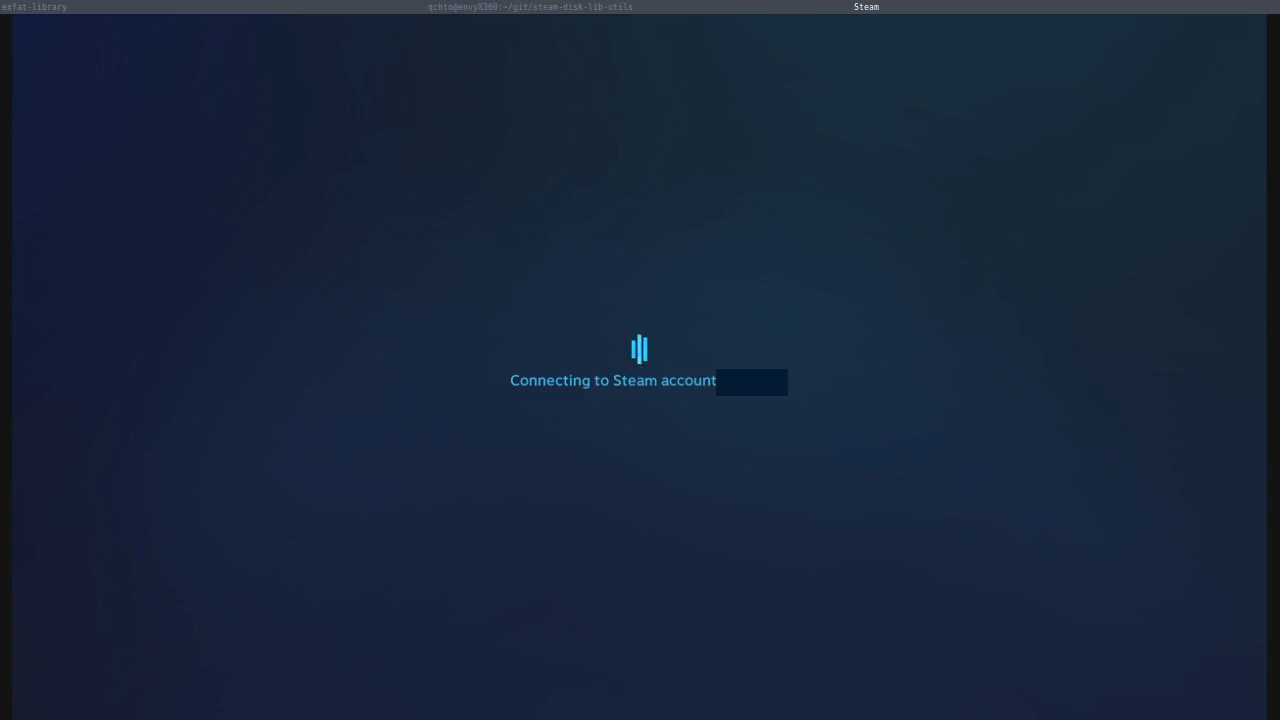 exfat-library
qchto@envyX360:~/git/steam-disk-lib-utils
Steam
Connecting to Steam account